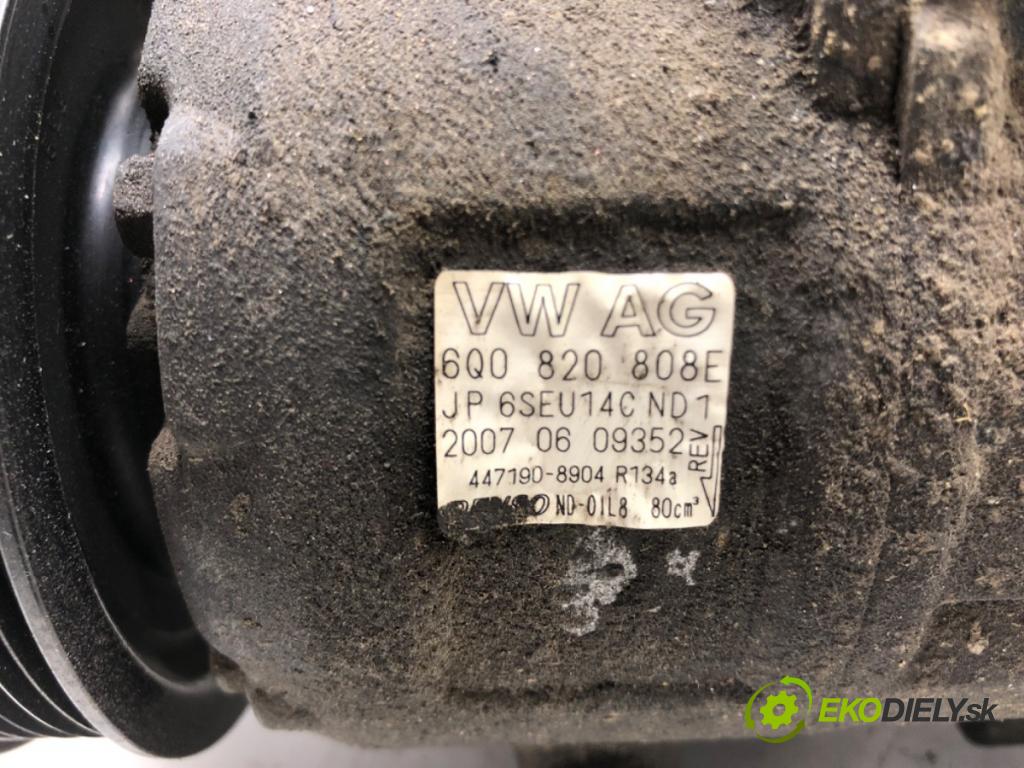 VW AG
6Q0 820 808E
JP 6SEU14C ND1
2007 06 09352
REV
447190-8904 R134a
DENSO ND-OIL8 80cm³
EKODIELY.sk